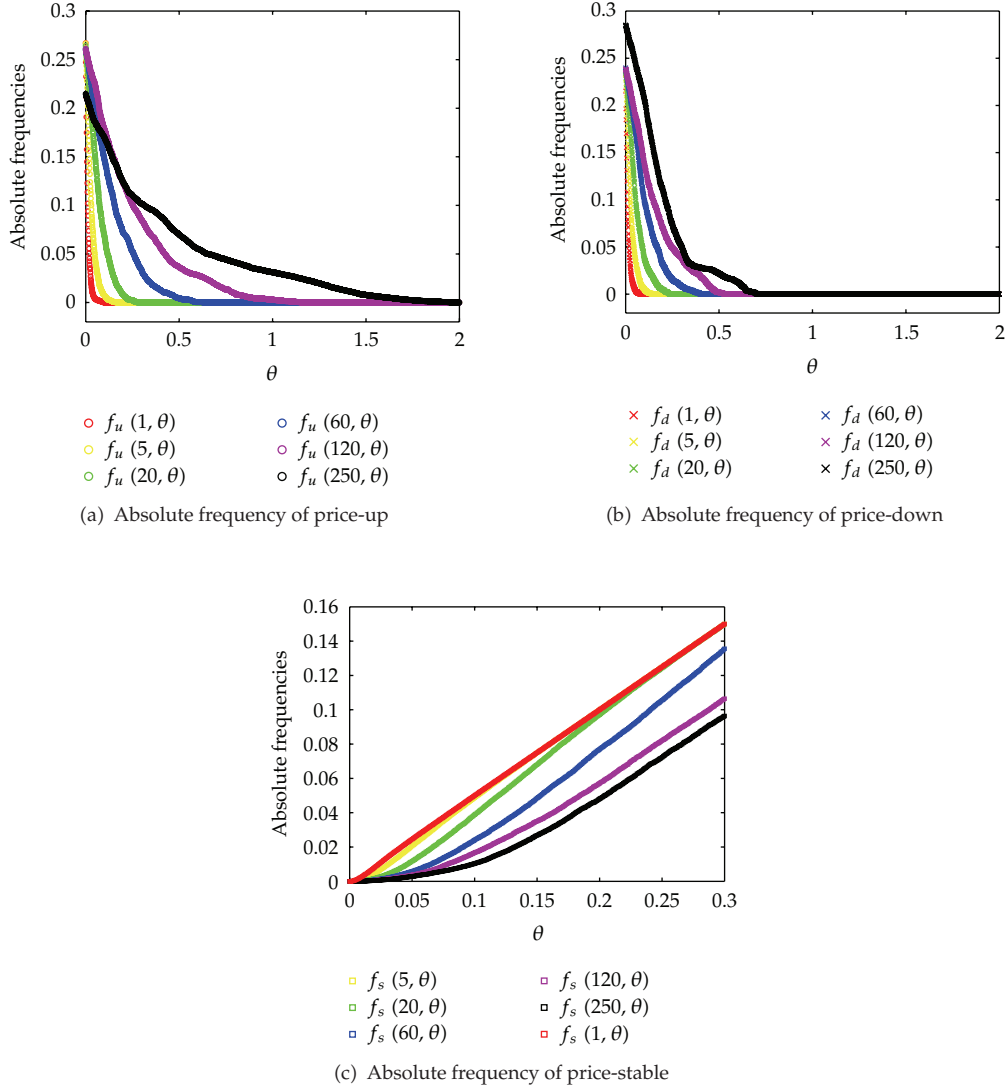 0.3
0.25
0.2
0.15
0.1
0.05
0
Absolute frequencies
0 0.5 1 1.5 2
θ
f_u (1, θ)
f_u (5, θ)
f_u (20, θ)
f_u (60, θ)
f_u (120, θ)
f_u (250, θ)
(a) Absolute frequency of price-up
0.3
0.25
0.2
0.15
0.1
0.05
0
Absolute frequencies
0 0.5 1 1.5 2
θ
f_d (1, θ)
f_d (5, θ)
f_d (20, θ)
f_d (60, θ)
f_d (120, θ)
f_d (250, θ)
(b) Absolute frequency of price-down
0.16
0.14
0.12
0.1
0.08
0.06
0.04
0.02
0
Absolute frequencies
0 0.05 0.1 0.15 0.2 0.25 0.3
θ
f_s (5, θ)
f_s (20, θ)
f_s (60, θ)
f_s (120, θ)
f_s (250, θ)
f_s (1, θ)
(c) Absolute frequency of price-stable